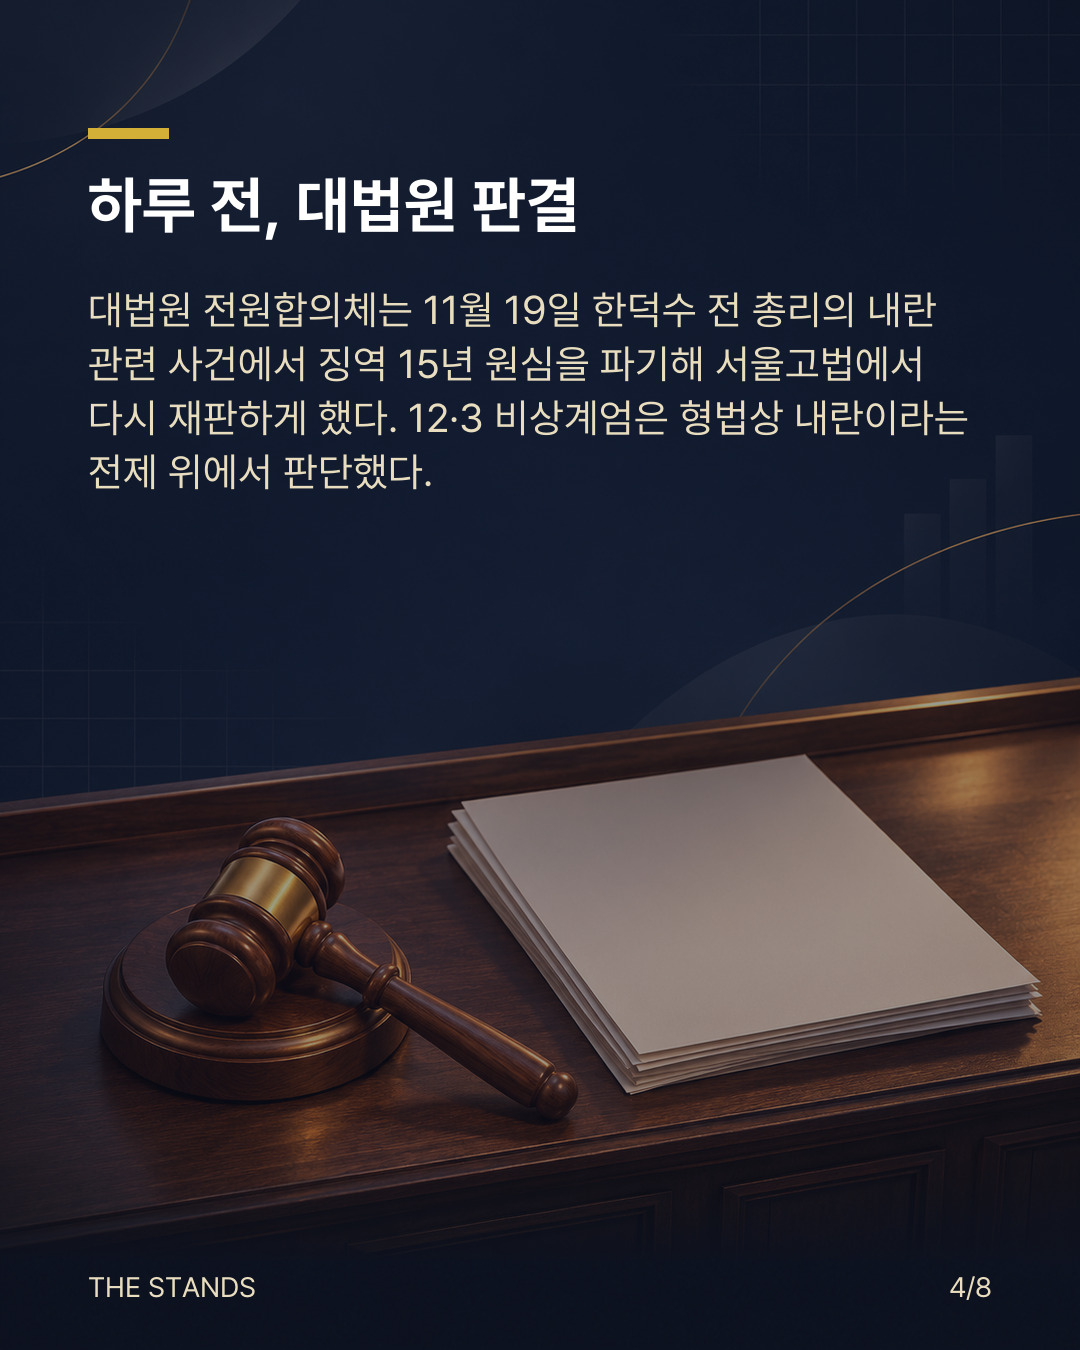 하루 전, 대법원 판결
대법원 전원합의체는 11월 19일 한덕수 전 총리의 내란
관련 사건에서 징역 15년 원심을 파기해 서울고법에서
다시 재판하게 했다. 12·3 비상계엄은 형법상 내란이라는
전제 위에서 판단했다.
THE STANDS
4/8